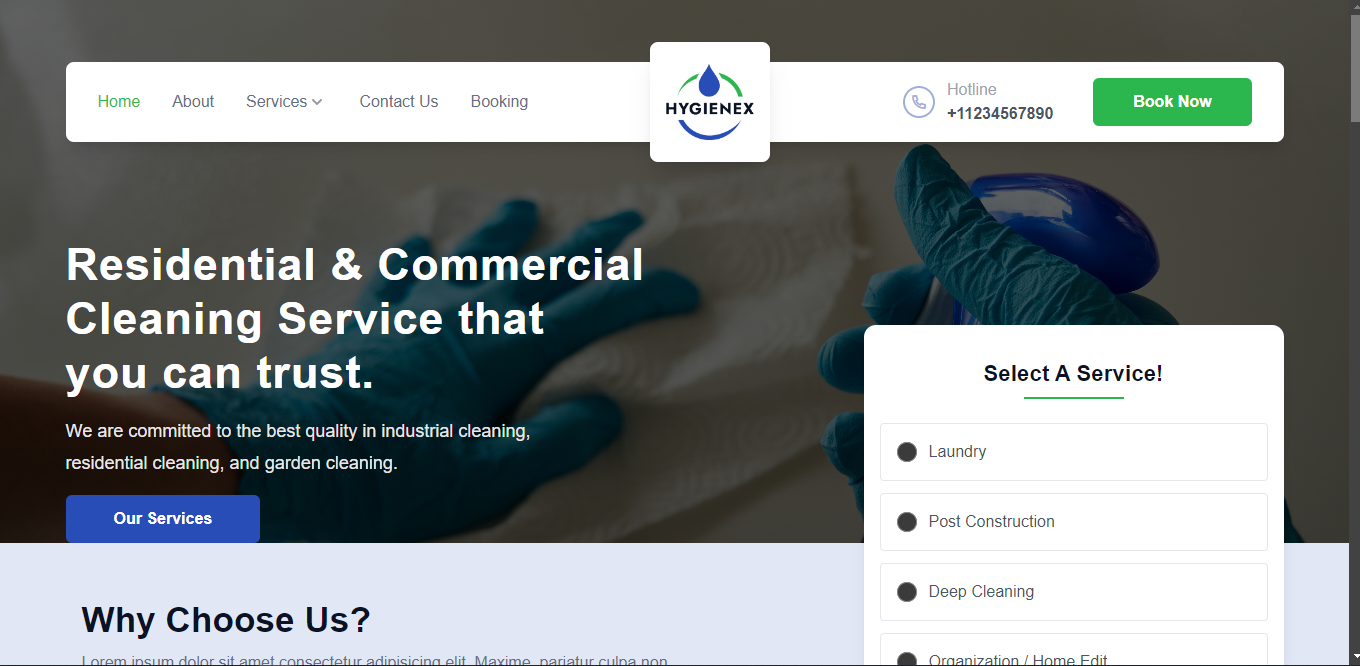 Home
About
Services
Contact Us
Booking
HYGIENEX
Hotline
+11234567890
Book Now
Residential & Commercial
Cleaning Service that
you can trust.
We are committed to the best quality in industrial cleaning,
residential cleaning, and garden cleaning.
Our Services
Select A Service!
Laundry
Post Construction
Deep Cleaning
Organization / Home Edit
Why Choose Us?
Lorem ipsum dolor sit amet consectetur adipisicing elit. Maxime, pariatur culpa non